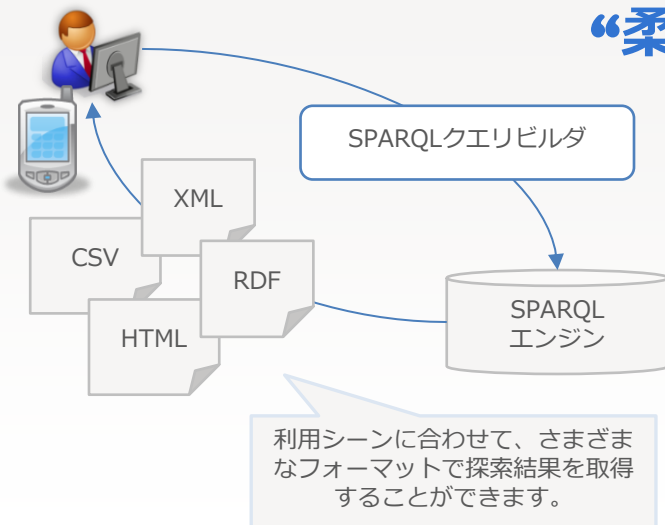 “柔
SPARQLクエリビルダ
XML
CSV
RDF
HTML
SPARQL
エンジン
利用シーンに合わせて、さまざま
なフォーマットで探索結果を取得
することができます。